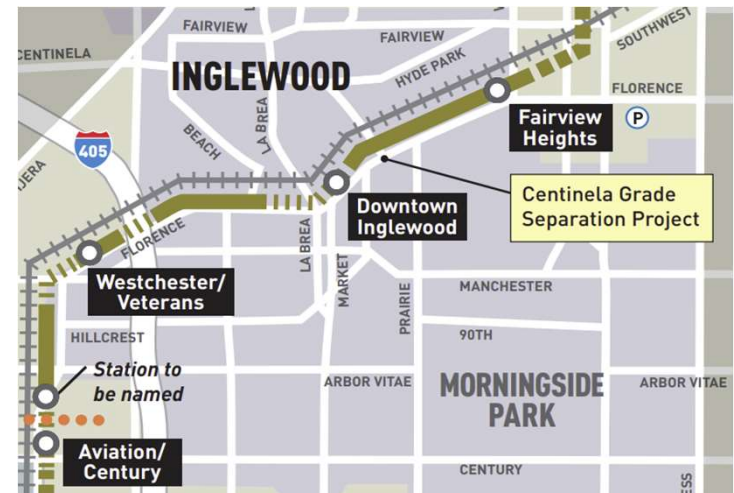 FAIRVIEW
FAIRVIEW
SOUTHWEST
CENTINELA
INGLEWOOD
HYDE PARK
FLORENCE
LA BREA
BEACH
405
Fairview
Heights
P
Centinela Grade
Separation Project
Downtown
Inglewood
FLORENCE
LA BREA
MARKET
PRAIRIE
Westchester/
Veterans
MANCHESTER
HILLCREST
90TH
Station to
be named
ARBOR VITAE
MORNINGSIDE
PARK
ARBOR VITAE
Aviation/
Century
CENTURY